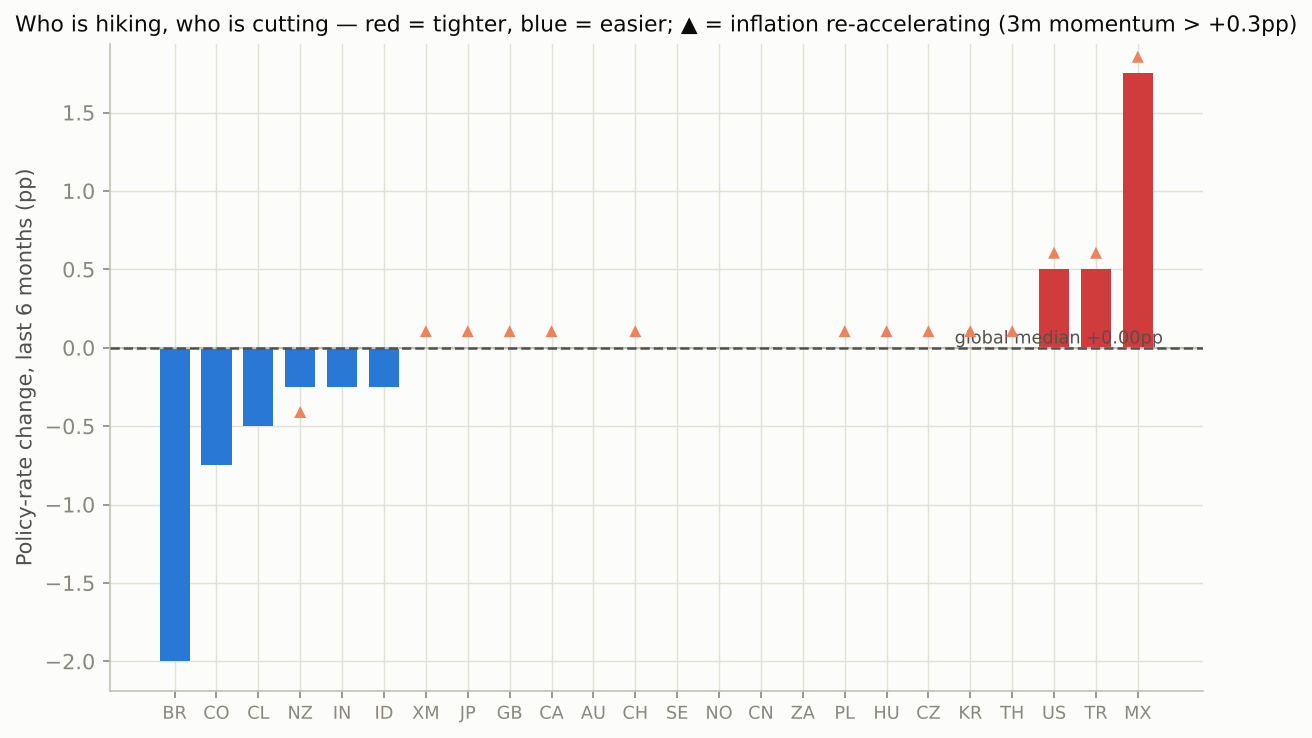 Who is hiking, who is cutting — red = tighter, blue = easier; ▲ = inflation re-accelerating (3m momentum > +0.3pp)
Policy-rate change, last 6 months (pp)
1.5
1.0
0.5
0.0
−0.5
−1.0
−1.5
−2.0
global median +0.00pp
BR CO CL NZ IN ID XM JP GB CA AU CH SE NO CN ZA PL HU CZ KR TH US TR MX